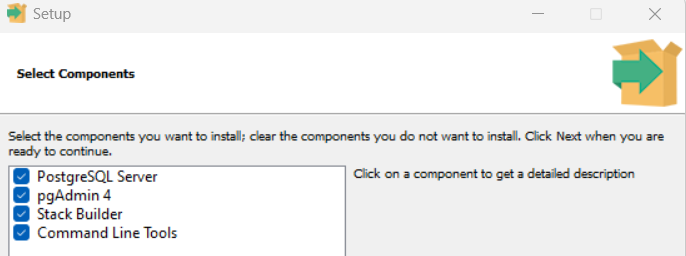 Setup
Select Components
Select the components you want to install; clear the components you do not want to install. Click Next when you are
ready to continue.
PostgreSQL Server
pgAdmin 4
Stack Builder
Command Line Tools
Click on a component to get a detailed description